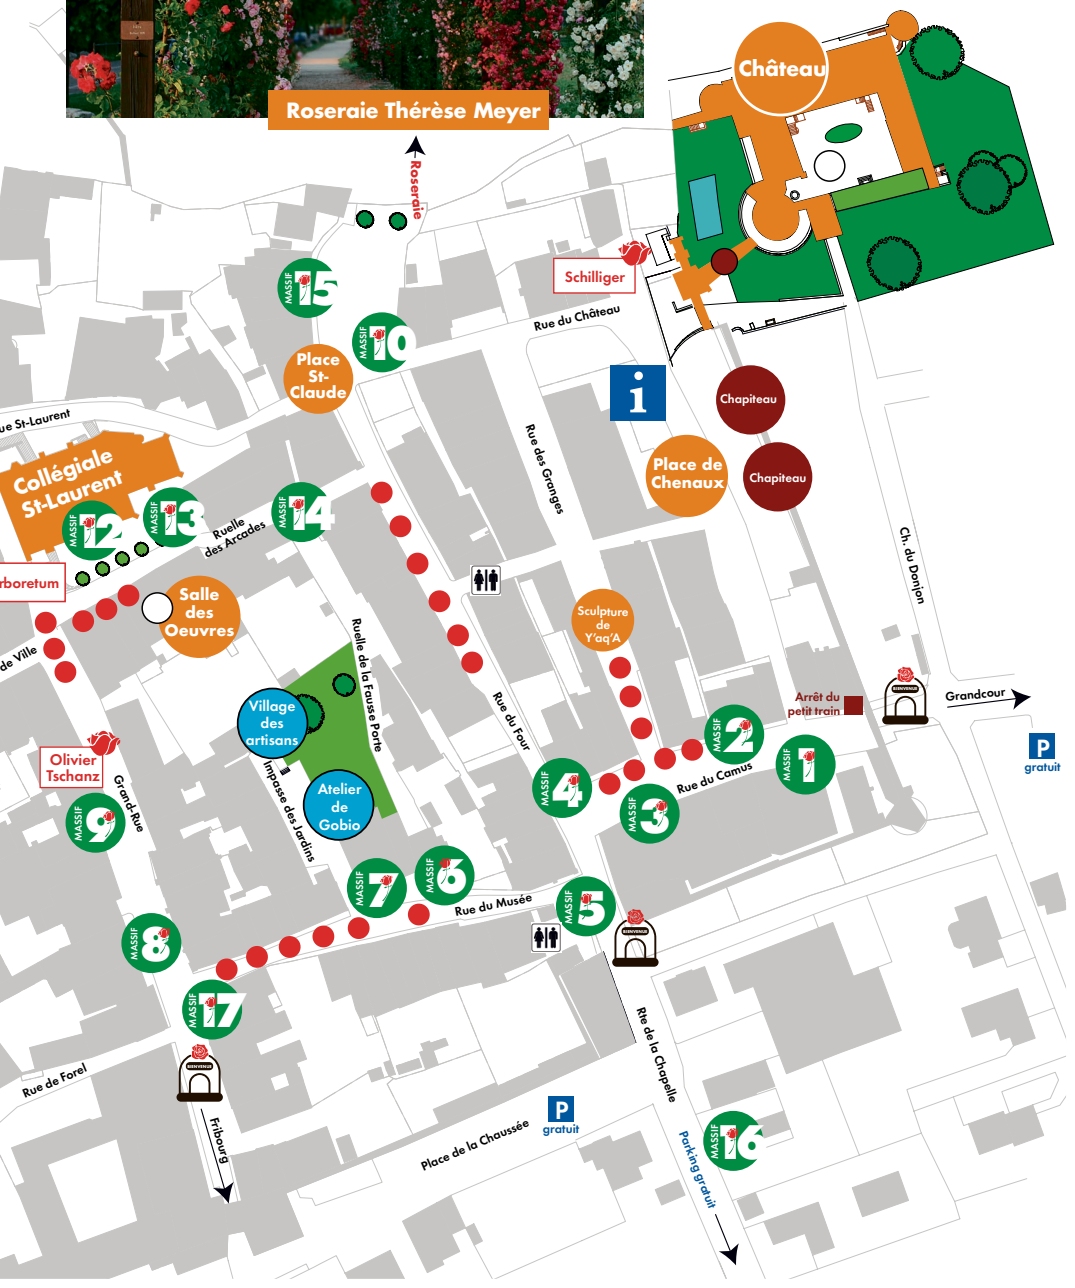 Château
Roseraie Thérèse Meyer
Roseraie
Schilliger
MASSIF 15
Rue du Château
MASSIF 10
Place
St-
Claude
i
Chapiteau
ue St-Laurent
Collégiale
St-Laurent
Rue des Granges
Place de
Chenaux
Chapiteau
MASSIF 12
MASSIF 13
Ruelle
des Arcades
MASSIF 14
Ch. du Donjon
rboretum
Salle
des
Oeuvres
Sculpture
de
Y'aq'A
de Ville
Ruelle de la Fausse Porte
BIENVENUE
Grandcour
Arrêt du
petit train
Village
des
artisans
Rue du Four
MASSIF 2
MASSIF 1
P
gratuit
Olivier
Tschanz
Grand-Rue
Impasse des Jardins
Atelier
de
Gobio
MASSIF 4
Rue du Camus
MASSIF 3
MASSIF 9
MASSIF 7
MASSIF 6
Rue du Musée
MASSIF 5
BIENVENUE
MASSIF 8
MASSIF 17
BIENVENUE
Rue de Forel
Fribourg
Rte de la Chapelle
P
gratuit
Place de la Chaussée
MASSIF 16
Parking gratuit